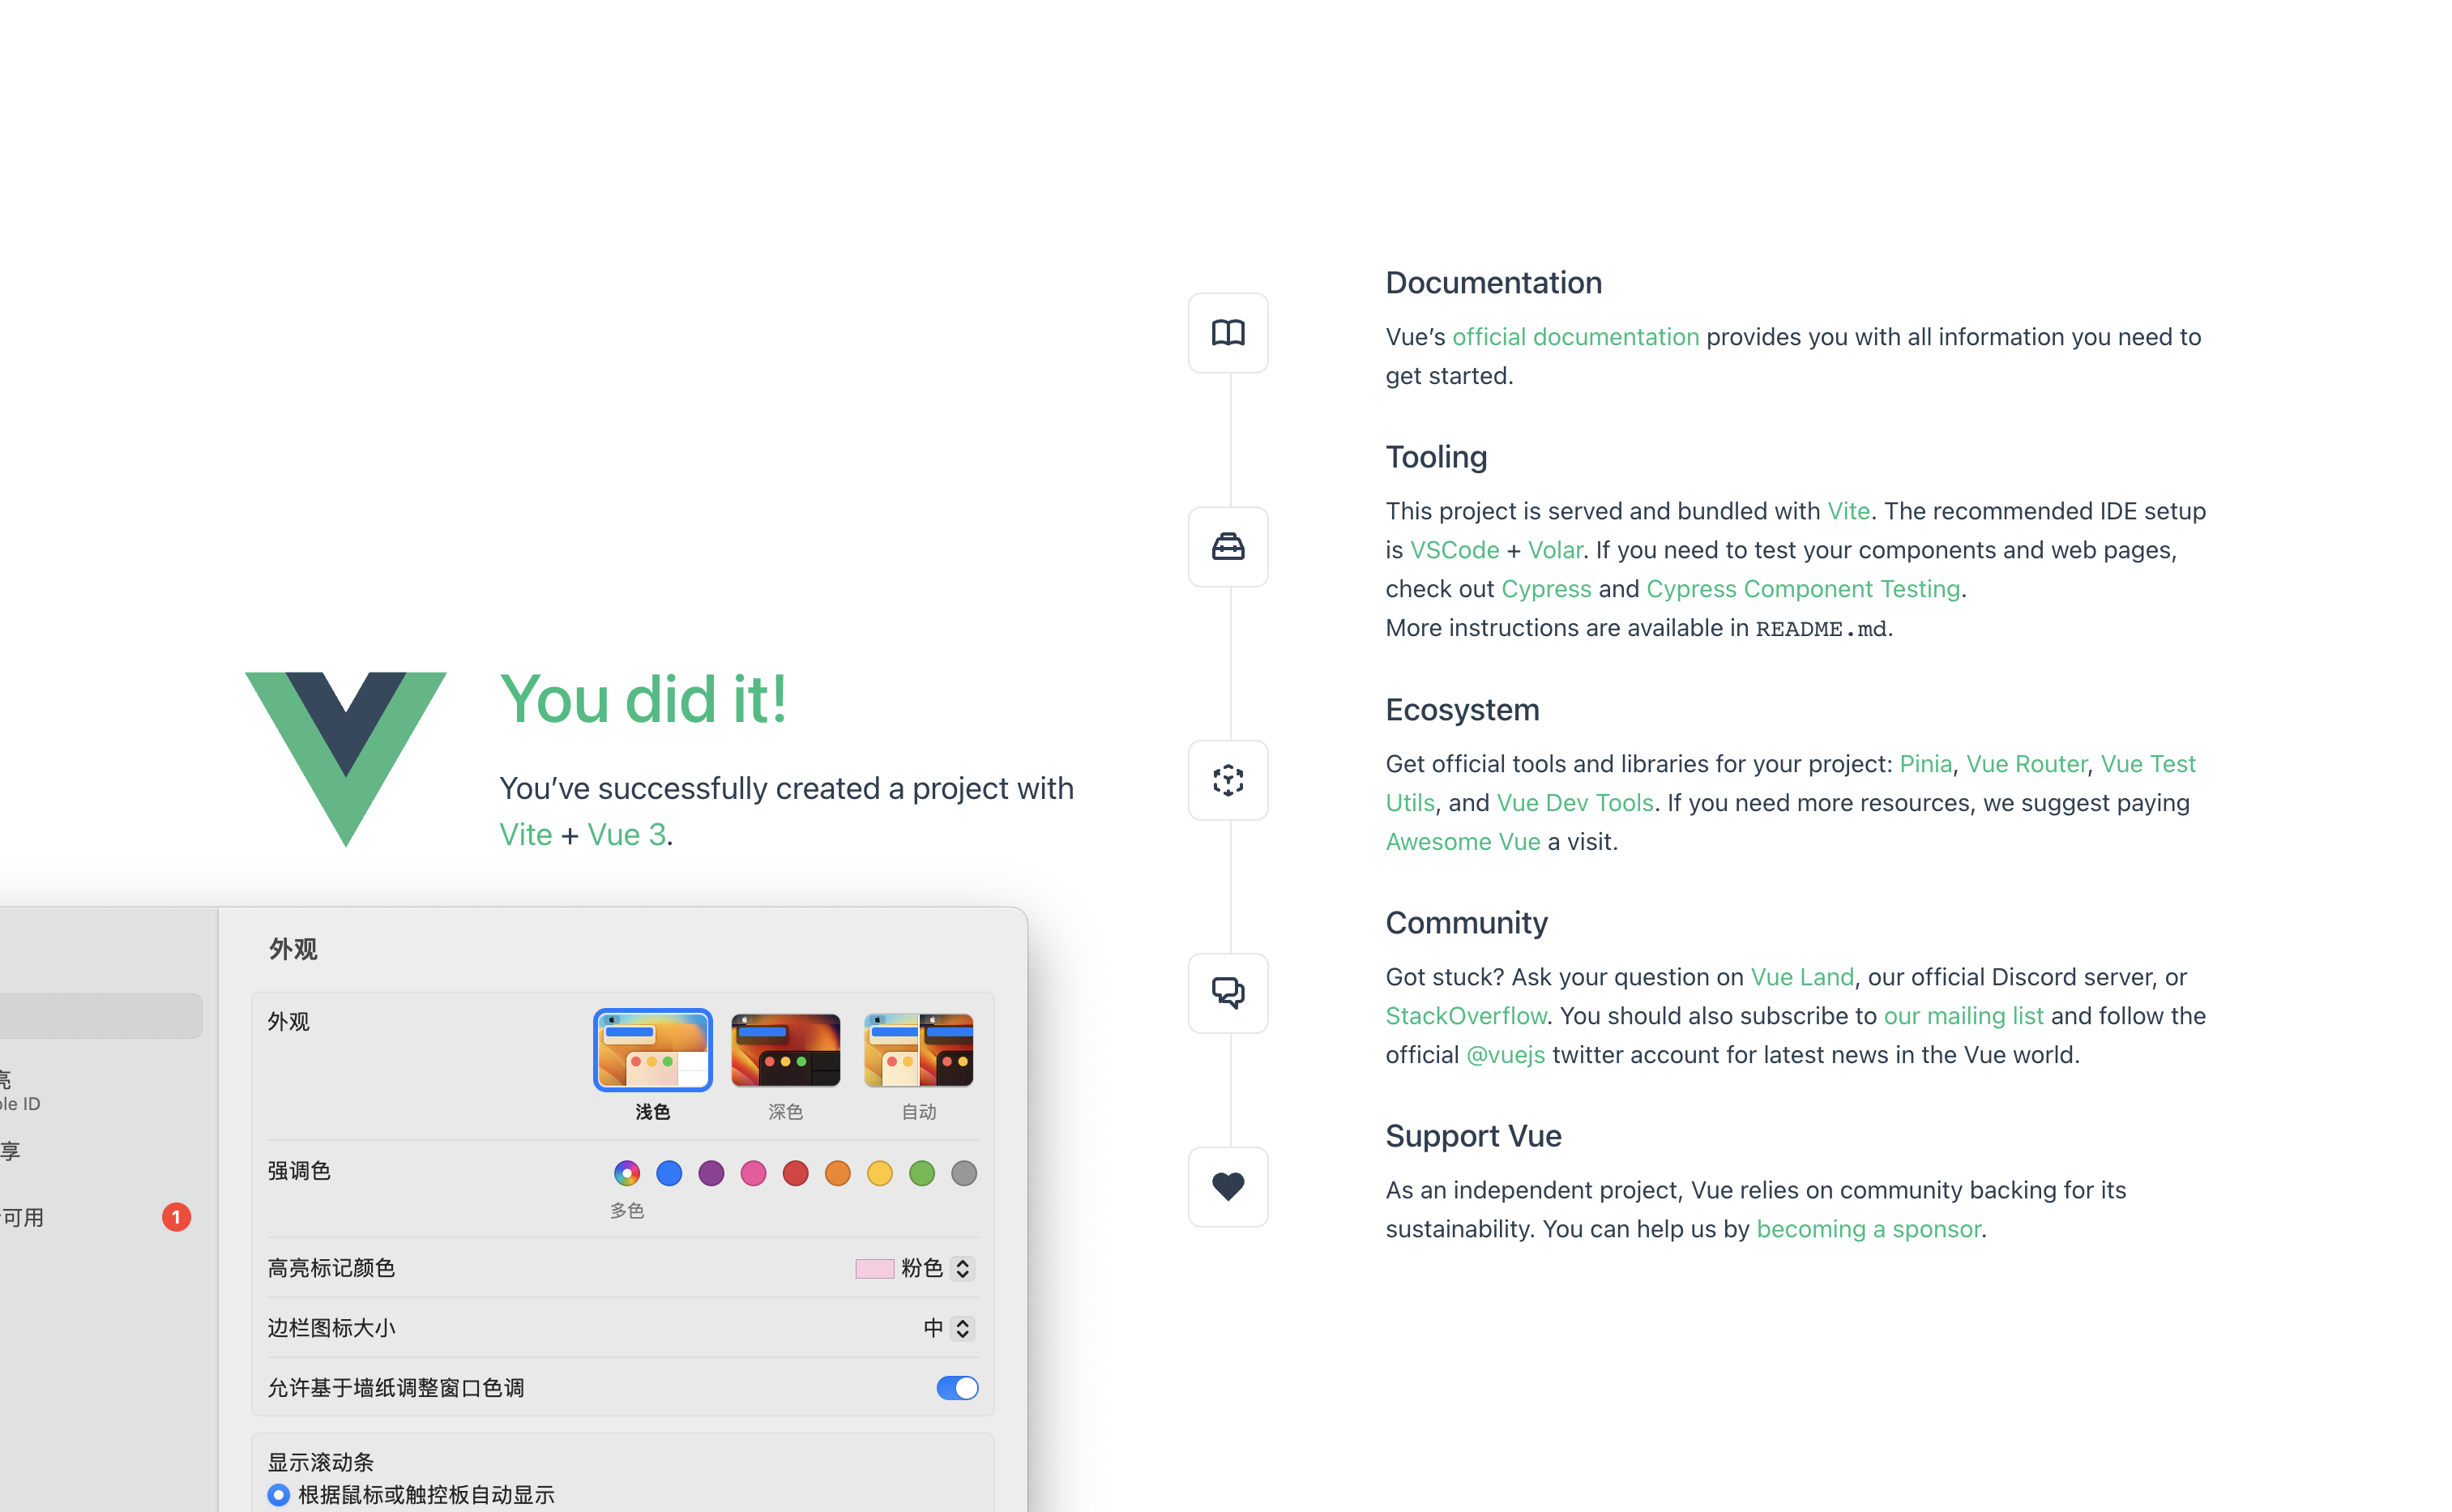 You did it!
You’ve successfully created a project with
Vite + Vue 3.
Documentation
Vue’s official documentation provides you with all information you need to
get started.
Tooling
This project is served and bundled with Vite. The recommended IDE setup
is VSCode + Volar. If you need to test your components and web pages,
check out Cypress and Cypress Component Testing.
More instructions are available in README.md.
Ecosystem
Get official tools and libraries for your project: Pinia, Vue Router, Vue Test
Utils, and Vue Dev Tools. If you need more resources, we suggest paying
Awesome Vue a visit.
Community
Got stuck? Ask your question on Vue Land, our official Discord server, or
StackOverflow. You should also subscribe to our mailing list and follow the
official @vuejs twitter account for latest news in the Vue world.
Support Vue
As an independent project, Vue relies on community backing for its
sustainability. You can help us by becoming a sponsor.
亮
ID
享
可用
1
外观
外观
浅色
深色
自动
强调色
多色
高亮标记颜色
粉色
边栏图标大小
中
允许基于墙纸调整窗口色调
显示滚动条
根据鼠标或触控板自动显示